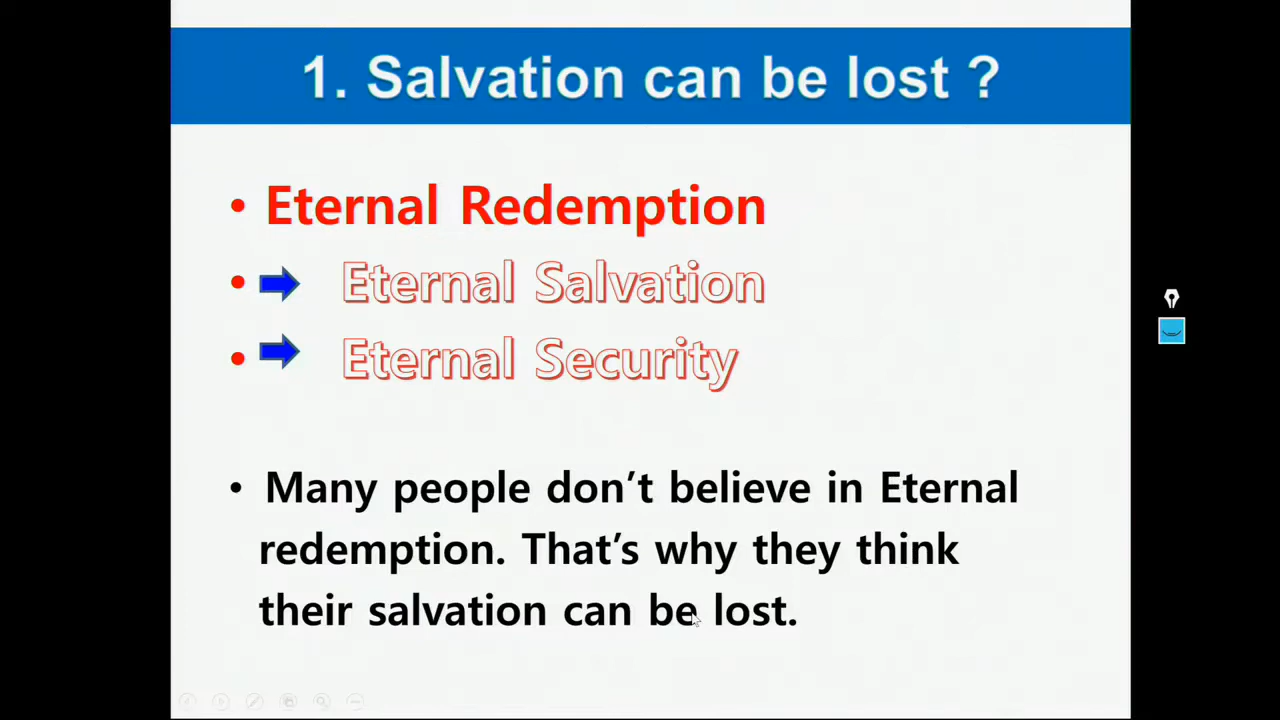 1. Salvation can be lost ?
• Eternal Redemption
• Eternal Salvation
• Eternal Security
• Many people don’t believe in Eternal
redemption. That’s why they think
their salvation can be lost.